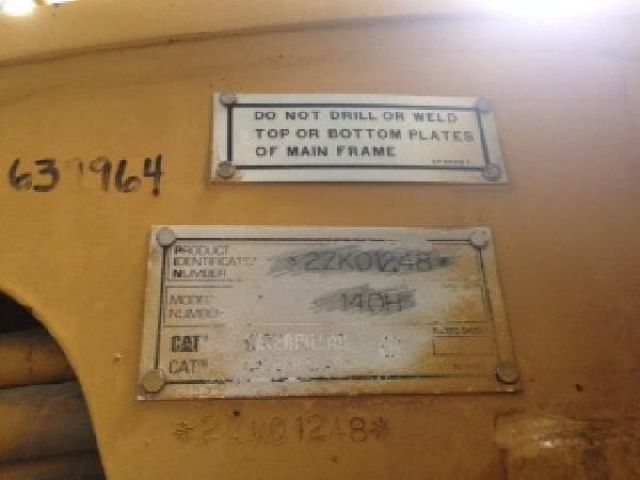 DO NOT DRILL OR WELD
TOP OR BOTTOM PLATES
OF MAIN FRAME
PRODUCT
IDENTIFICATION
NUMBER
*2ZK01248*
MODEL
NUMBER
140H
CAT
CATERPILLAR
CAT
*2ZK01248*